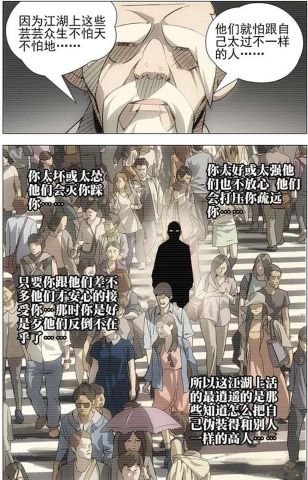 因为江湖上这些
芸芸众生不怕天
不怕地……
他们就怕跟自
己太过不一样
的人……
你太坏或太怂
他们会灭你踩
你……
你太好或太强他
们也不放心 他们
会打压你疏远
你……
只要你跟他们差不
多他们才安心的接
受你…那时你是好
是歹他们反倒不在
乎了……
所以这江湖上活
的最逍遥的是那
些知道怎么把自
己伪装得和别人
一样的高人……